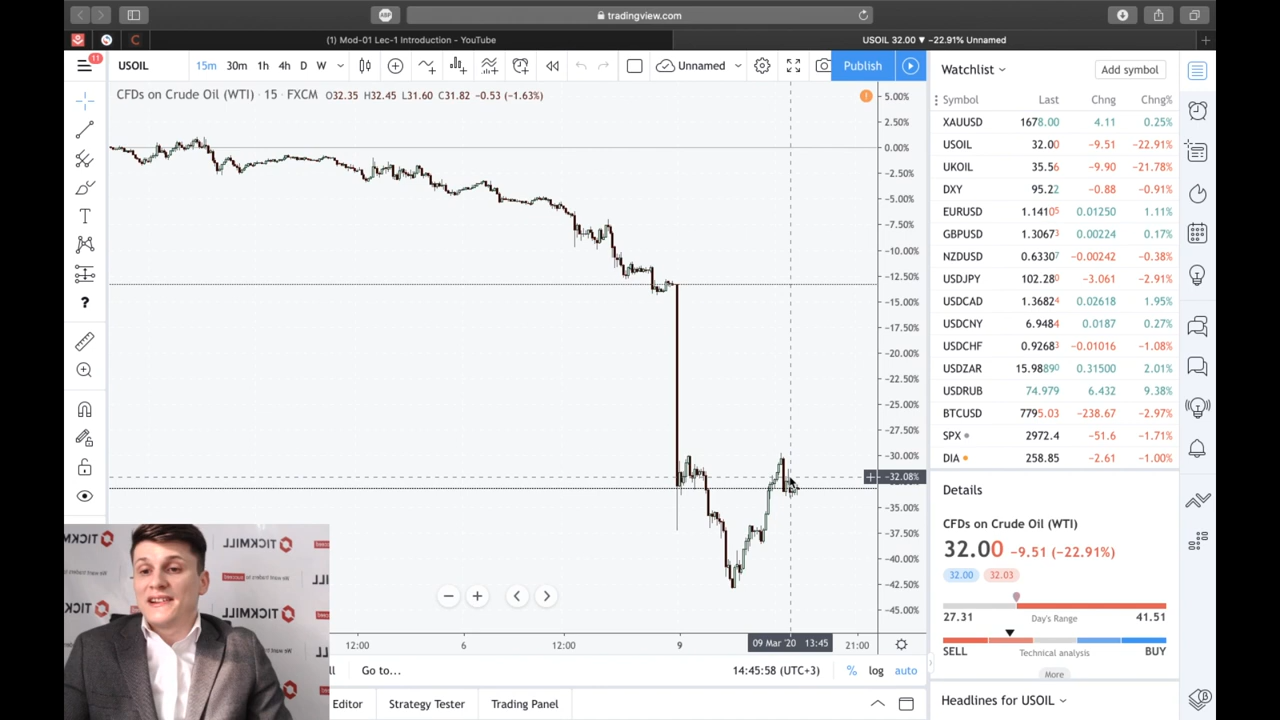 tradingview.com
ABP
(1) Mod-01 Lec-1 Introduction - YouTube
USOIL 32.00 ▼ −22.91% Unnamed
11
USOIL 15m 30m 1h 4h D W Unnamed Publish
CFDs on Crude Oil (WTI) · 15 · FXCM O32.35 H32.45 L31.60 C31.82 −0.53 (−1.63%)
5.00%
2.50%
0.00%
−2.50%
−5.00%
−7.50%
−10.00%
−12.50%
−15.00%
−17.50%
−20.00%
−22.50%
−25.00%
−27.50%
−30.00%
−32.08%
−35.00%
−37.50%
−40.00%
−42.50%
−45.00%
12:00 6 12:00 9 09 Mar '20 13:45 21:00
Go to... 14:45:58 (UTC+3) % log auto
Editor Strategy Tester Trading Panel
Watchlist Add symbol
Symbol Last Chng Chng%
XAUUSD 1678.00 4.11 0.25%
USOIL 32.00 −9.51 −22.91%
UKOIL 35.56 −9.90 −21.78%
DXY 95.22 −0.88 −0.91%
EURUSD 1.14105 0.01250 1.11%
GBPUSD 1.30673 0.00224 0.17%
NZDUSD 0.63307 −0.00242 −0.38%
USDJPY 102.280 −3.061 −2.91%
USDCAD 1.36824 0.02618 1.95%
USDCNY 6.9484 0.0187 0.27%
USDCHF 0.92683 −0.01016 −1.08%
USDZAR 15.98890 0.31500 2.01%
USDRUB 74.979 6.432 9.38%
BTCUSD 7795.03 −238.67 −2.97%
SPX 2972.4 −51.6 −1.71%
DIA 258.85 −2.61 −1.00%
Details
CFDs on Crude Oil (WTI)
32.00 −9.51 (−22.91%)
32.00 32.03
27.31 Day's Range 41.51
SELL Technical analysis BUY
More
Headlines for USOIL
TICKMILL
TICKMILL
TICKMILL